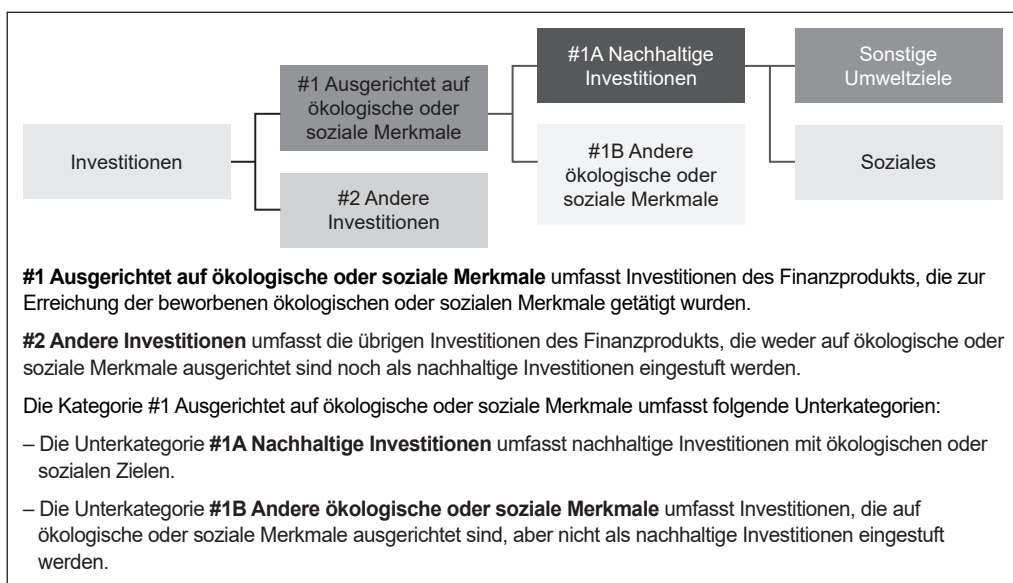 #1A Nachhaltige
Investitionen
Sonstige
Umweltziele
#1 Ausgerichtet auf
ökologische oder
soziale Merkmale
Investitionen
#1B Andere
ökologische oder
soziale Merkmale
Soziales
#2 Andere
Investitionen
#1 Ausgerichtet auf ökologische oder soziale Merkmale umfasst Investitionen des Finanzprodukts, die zur
Erreichung der beworbenen ökologischen oder sozialen Merkmale getätigt wurden.
#2 Andere Investitionen umfasst die übrigen Investitionen des Finanzprodukts, die weder auf ökologische oder
soziale Merkmale ausgerichtet sind noch als nachhaltige Investitionen eingestuft werden.
Die Kategorie #1 Ausgerichtet auf ökologische oder soziale Merkmale umfasst folgende Unterkategorien:
– Die Unterkategorie #1A Nachhaltige Investitionen umfasst nachhaltige Investitionen mit ökologischen oder
sozialen Zielen.
– Die Unterkategorie #1B Andere ökologische oder soziale Merkmale umfasst Investitionen, die auf
ökologische oder soziale Merkmale ausgerichtet sind, aber nicht als nachhaltige Investitionen eingestuft
werden.